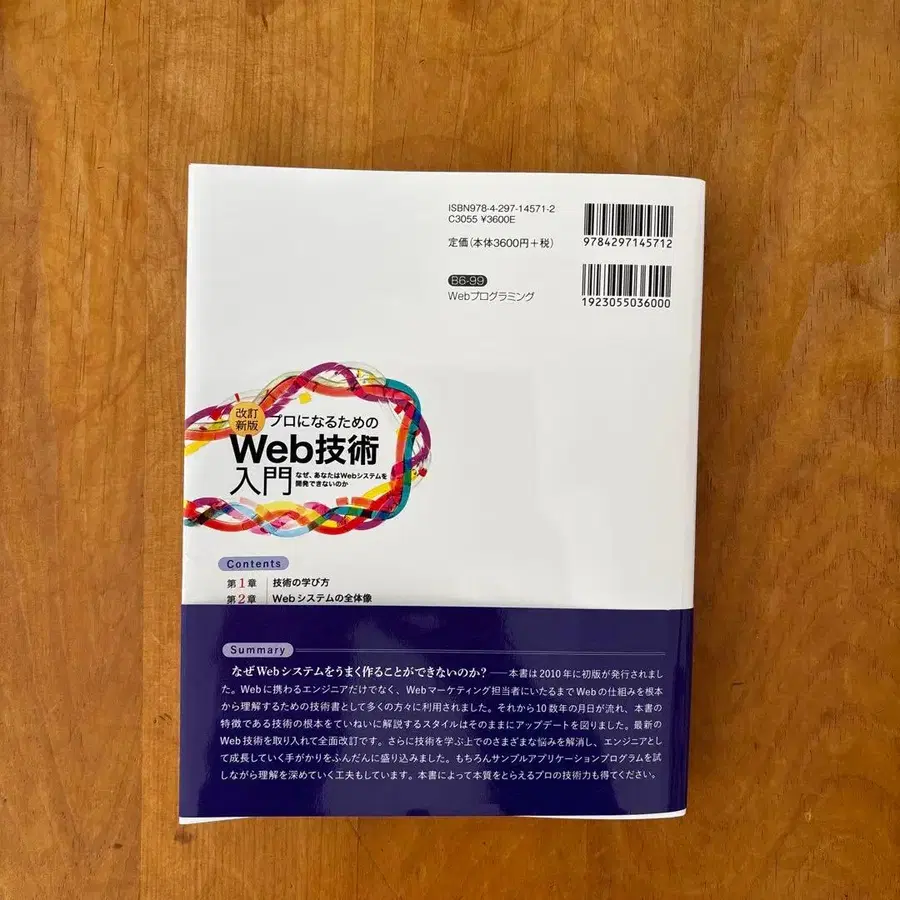 ISBN978-4-297-14571-2
C3055 ¥3600E
定価(本体3600円+税)
9784297145712
B6-99
Webプログラミング
1923055036000
改訂
新版
プロになるための
Web技術
入門
なぜ、あなたはWebシステムを
開発できないのか
Contents
第1章 技術の学び方
第2章 Webシステムの全体像
Summary
なぜWebシステムをうまく作ることができないのか?——本書は2010年に初版が発行されまし
た。Webに携わるエンジニアだけでなく、Webマーケティング担当者にいたるまでWebの仕組みを根本
から理解するための技術書として多くの方々に利用されました。それから10数年の月日が流れ、本書の
特徴である技術の根本をていねいに解説するスタイルはそのままにアップデートを図りました。最新の
Web技術を取り入れて全面改訂です。さらに技術を学ぶ上でのさまざまな悩みを解消し、エンジニアとし
て成長していく手がかりをふんだんに盛り込みました。もちろんサンプルアプリケーションプログラムを試
しながら理解を深めていく工夫もしています。本書によって本質をとらえるプロの技術力も得てください。